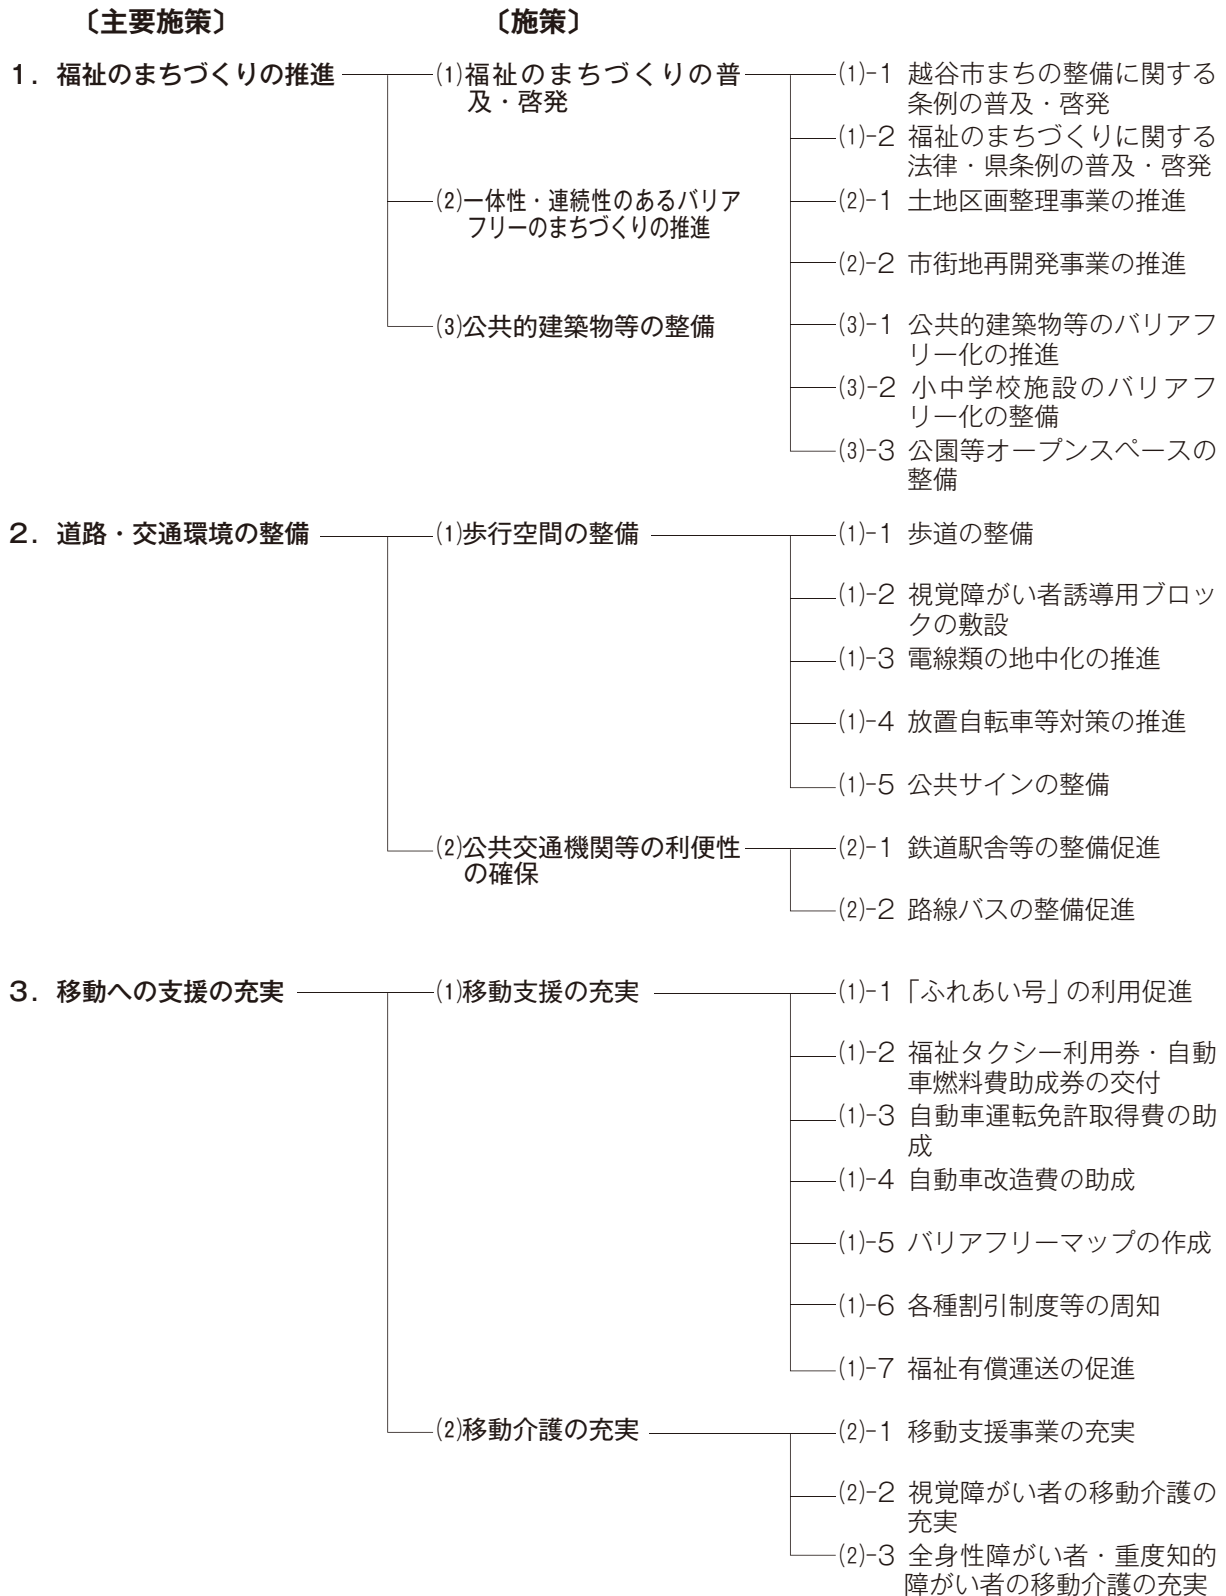 〔主要施策〕 〔施策〕
1. 福祉のまちづくりの推進 (1)福祉のまちづくりの普 (1)-1 越谷市まちの整備に関する
及・啓発 条例の普及・啓発
(1)-2 福祉のまちづくりに関する
法律・県条例の普及・啓発
(2)一体性・連続性のあるバリア (2)-1 土地区画整理事業の推進
フリーのまちづくりの推進
(2)-2 市街地再開発事業の推進
(3)公共的建築物等の整備 (3)-1 公共的建築物等のバリアフ
リー化の推進
(3)-2 小中学校施設のバリアフ
リー化の整備
(3)-3 公園等オープンスペースの
整備
2. 道路・交通環境の整備 (1)歩行空間の整備 (1)-1 歩道の整備
(1)-2 視覚障がい者誘導用ブロッ
クの敷設
(1)-3 電線類の地中化の推進
(1)-4 放置自転車等対策の推進
(1)-5 公共サインの整備
(2)公共交通機関等の利便性 (2)-1 鉄道駅舎等の整備促進
の確保
(2)-2 路線バスの整備促進
3. 移動への支援の充実 (1)移動支援の充実 (1)-1 「ふれあい号」の利用促進
(1)-2 福祉タクシー利用券・自動
車燃料費助成券の交付
(1)-3 自動車運転免許取得費の助
成
(1)-4 自動車改造費の助成
(1)-5 バリアフリーマップの作成
(1)-6 各種割引制度等の周知
(1)-7 福祉有償運送の促進
(2)移動介護の充実 (2)-1 移動支援事業の充実
(2)-2 視覚障がい者の移動介護の
充実
(2)-3 全身性障がい者・重度知的
障がい者の移動介護の充実